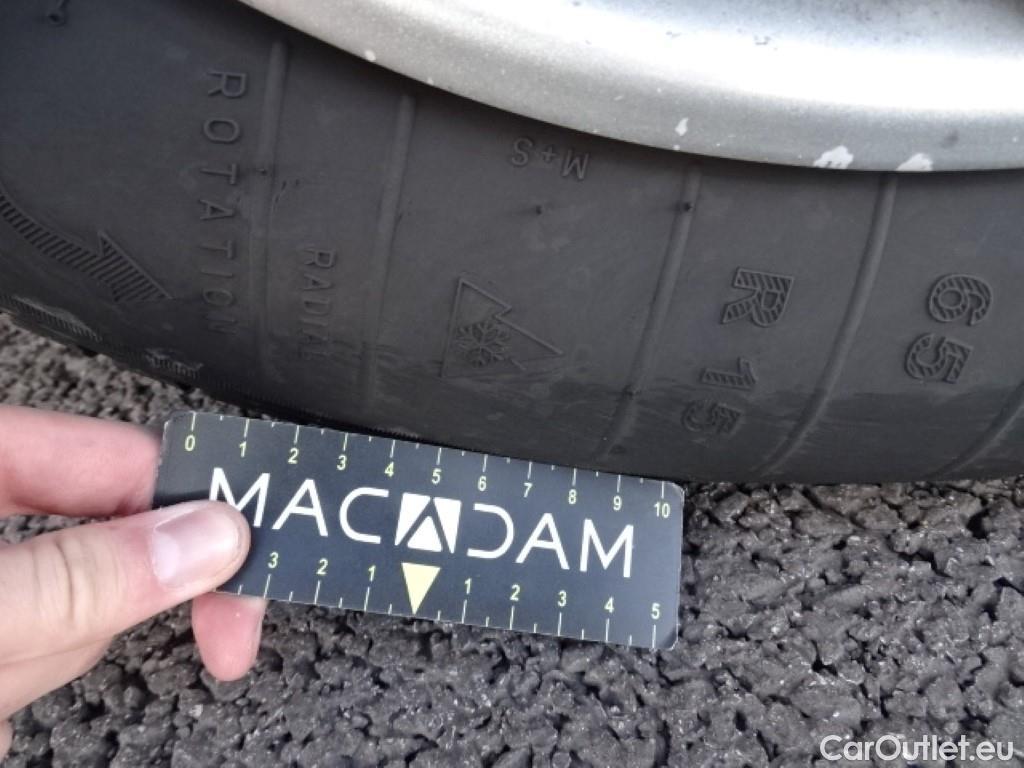 ROTATION
RADIAL
M+S
R 15
65
0 1 2 3 4 5 6 7 8 9 10
MACADAM
3 2 1 1 2 3 4 5
CarOutlet.eu